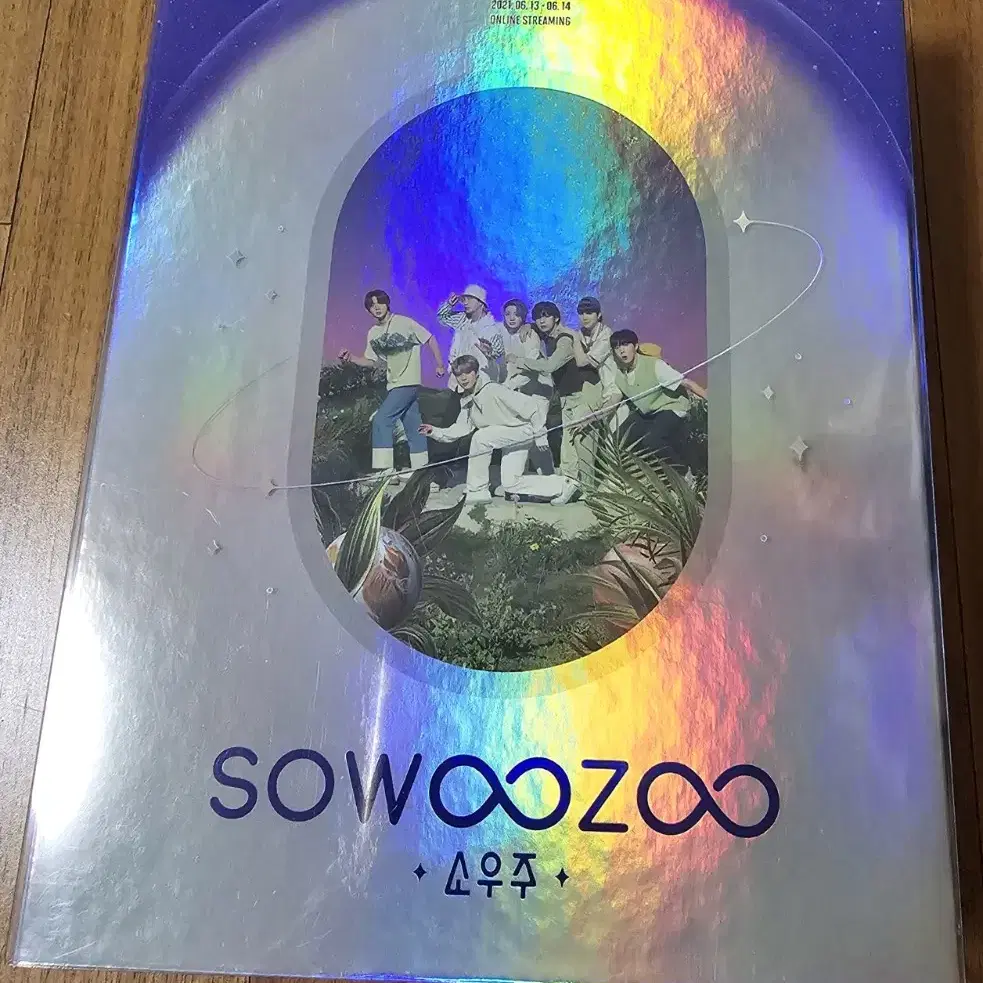 2021. 06. 13 - 06. 14
ONLINE STREAMING
SOWOOZOO
소우주